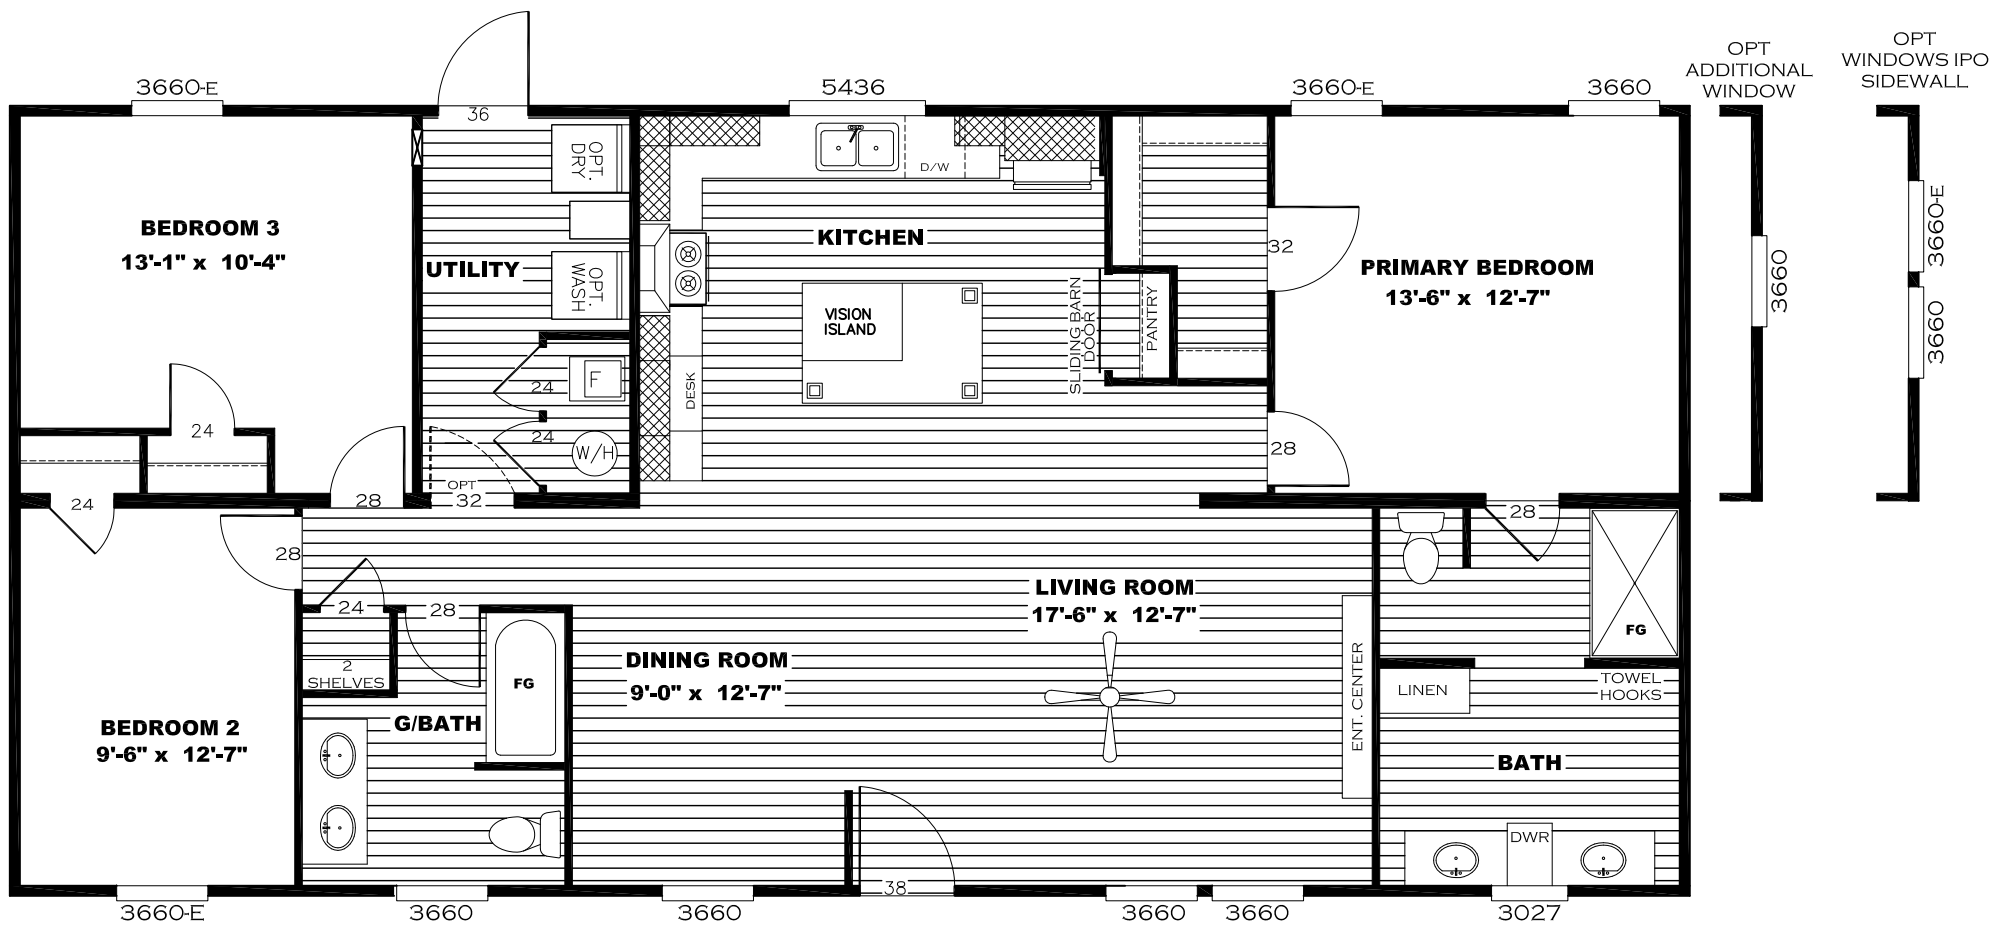 OPT
ADDITIONAL
WINDOW
OPT
WINDOWS IPO
SIDEWALL
3660-E
5436
3660-E
3660
36
OPT.
DRY
D/W
BEDROOM 3
13'-1" x 10'-4"
UTILITY
OPT.
WASH
KITCHEN
VISION
ISLAND
SLIDING BARN
DOOR
PANTRY
32
PRIMARY BEDROOM
13'-6" x 12'-7"
3660
3660-E
3660
24
F
24
DESK
24
W/H
28
24
28
OPT
32
28
28
LIVING ROOM
17'-6" x 12'-7"
24
28
FG
2
SHELVES
FG
DINING ROOM
9'-0" x 12'-7"
ENT. CENTER
LINEN
TOWEL
HOOKS
BEDROOM 2
9'-6" x 12'-7"
G/BATH
BATH
DWR
38
3660-E
3660
3660
3660
3660
3027